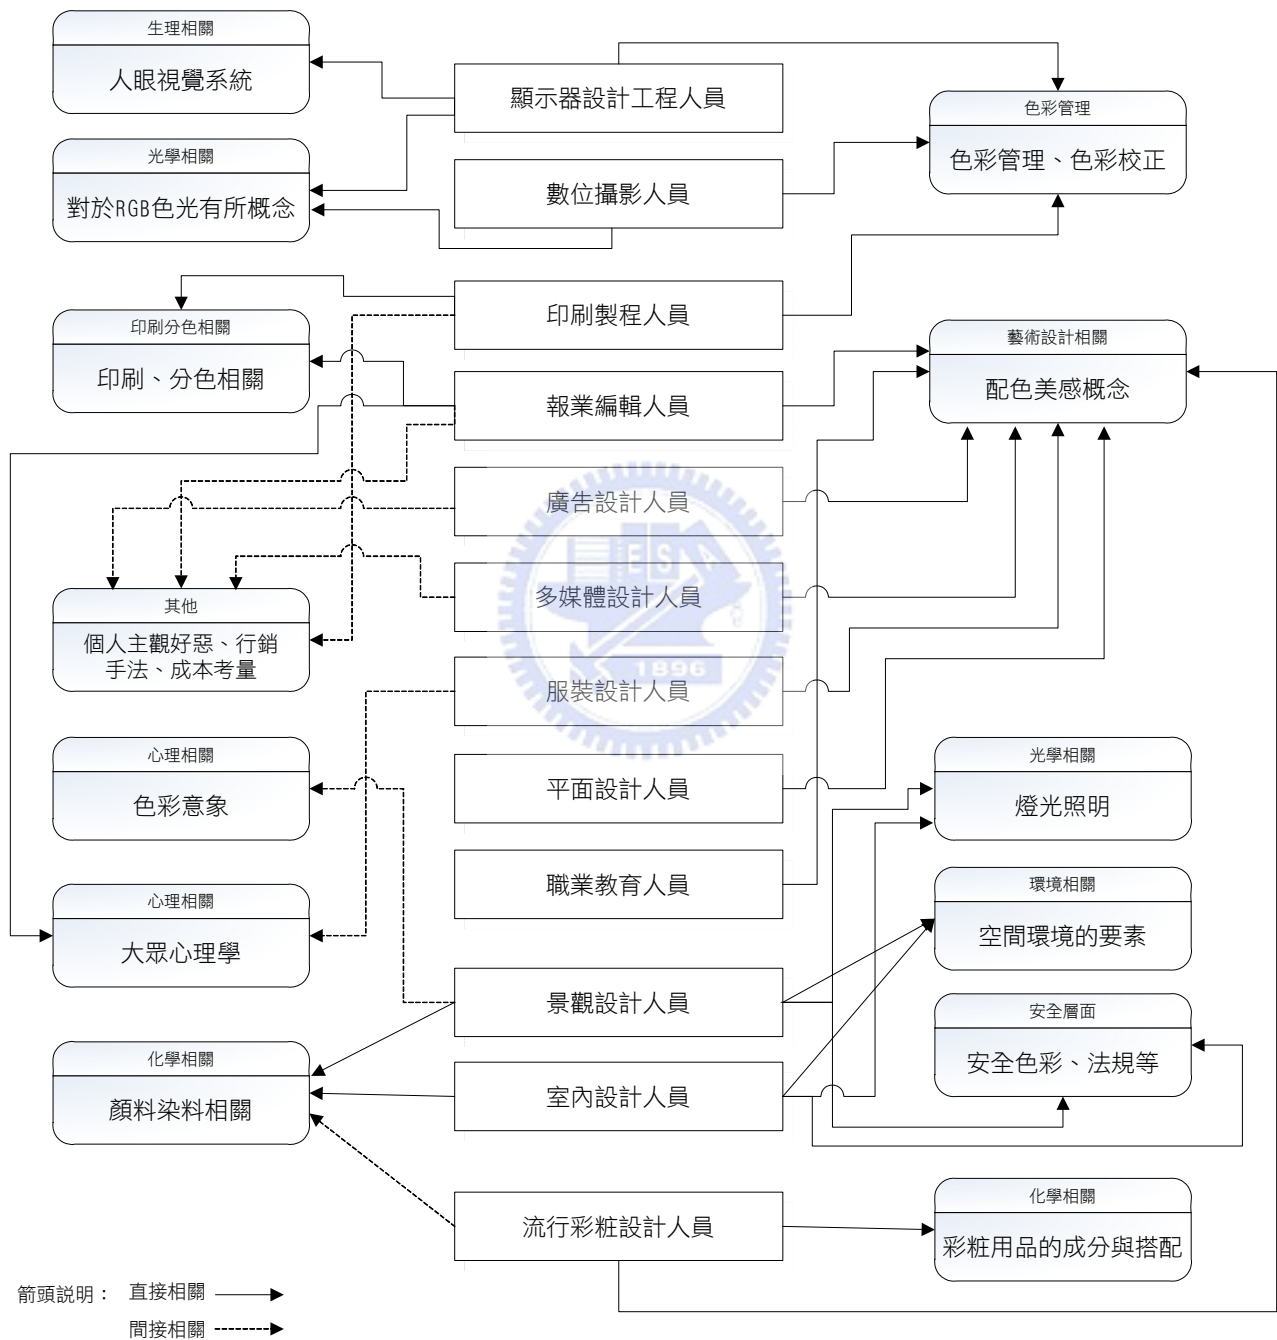 生理相關
人眼視覺系統
光學相關
對於RGB色光有所概念
印刷分色相關
印刷、分色相關
其他
個人主觀好惡、行銷
手法、成本考量
心理相關
色彩意象
心理相關
大眾心理學
化學相關
顏料染料相關
顯示器設計工程人員
數位攝影人員
印刷製程人員
報業編輯人員
廣告設計人員
多媒體設計人員
服裝設計人員
平面設計人員
職業教育人員
景觀設計人員
室內設計人員
流行彩粧設計人員
色彩管理
色彩管理、色彩校正
藝術設計相關
配色美感概念
光學相關
燈光照明
環境相關
空間環境的要素
安全層面
安全色彩、法規等
化學相關
彩粧用品的成分與搭配
ESA
1896
箭頭說明： 直接相關
間接相關